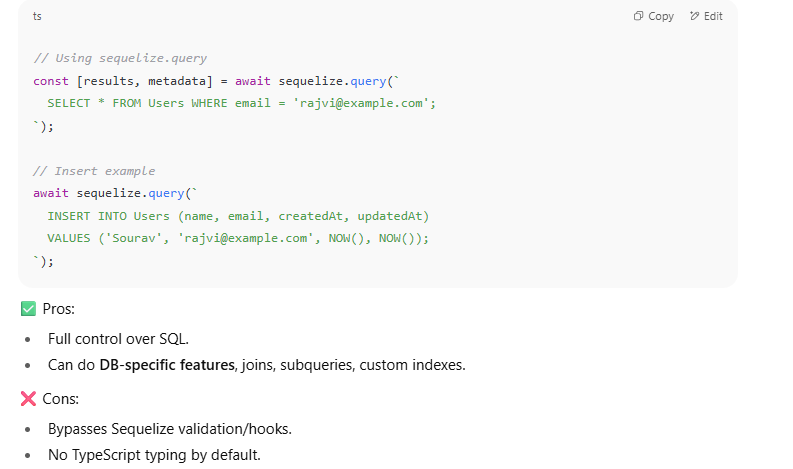 ts
Copy Edit
// Using sequelize.query
const [results, metadata] = await sequelize.query(`
SELECT * FROM Users WHERE email = 'rajvi@example.com';
`);
// Insert example
await sequelize.query(`
INSERT INTO Users (name, email, createdAt, updatedAt)
VALUES ('Sourav', 'rajvi@example.com', NOW(), NOW());
`);
✅ Pros:
• Full control over SQL.
• Can do DB-specific features, joins, subqueries, custom indexes.
❌ Cons:
• Bypasses Sequelize validation/hooks.
• No TypeScript typing by default.